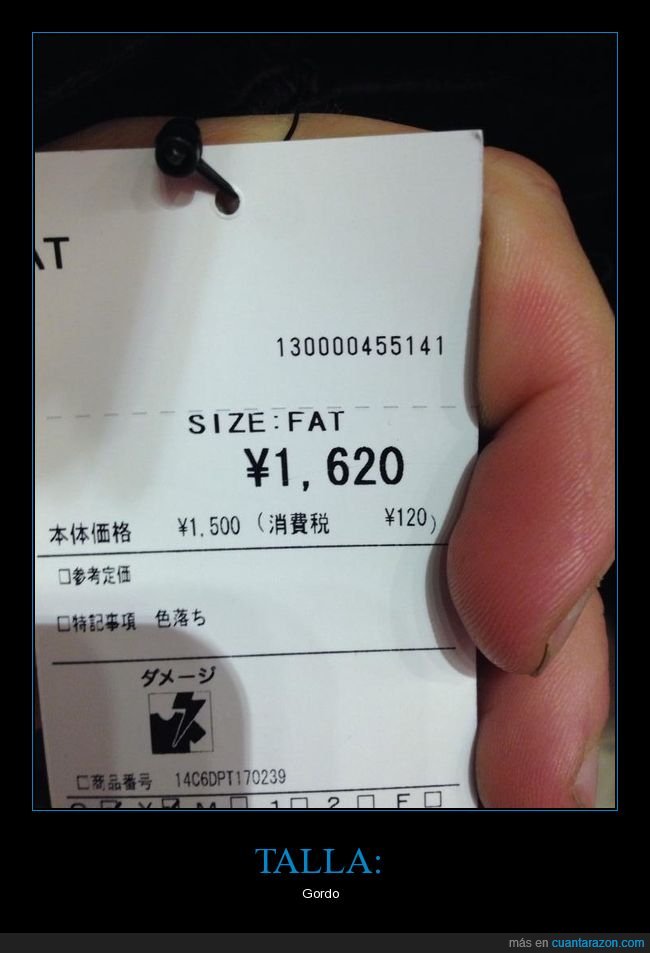 AT
130000455141
SIZE:FAT
¥1,620
本体価格 ¥1,500 (消費税 ¥120)
□参考定価
□特記事項 色落ち
ダメージ
□商品番号 14C6DPT170239
M □ 1 □ 2 □ F □
TALLA:
Gordo
más en cuantarazon.com